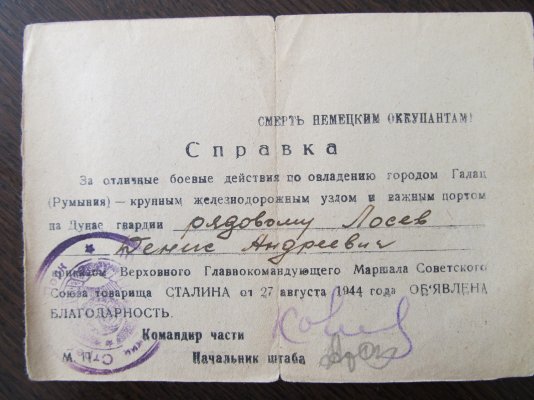 СМЕРТЬ НЕМЕЦКИМ ОККУПАНТАМ!
Справка
За отличные боевые действия по овладению городом Галац
(Румыния) — крупным железнодорожным узлом и важным портом
на Дунае гвардии рядовому Лосев
Денис Андреевич
приказом Верховного Главнокомандующего Маршала Советского
Союза товарища СТАЛИНА от 27 августа 1944 года ОБ'ЯВЛЕНА
БЛАГОДАРНОСТЬ.
Командир части
Начальник штаба